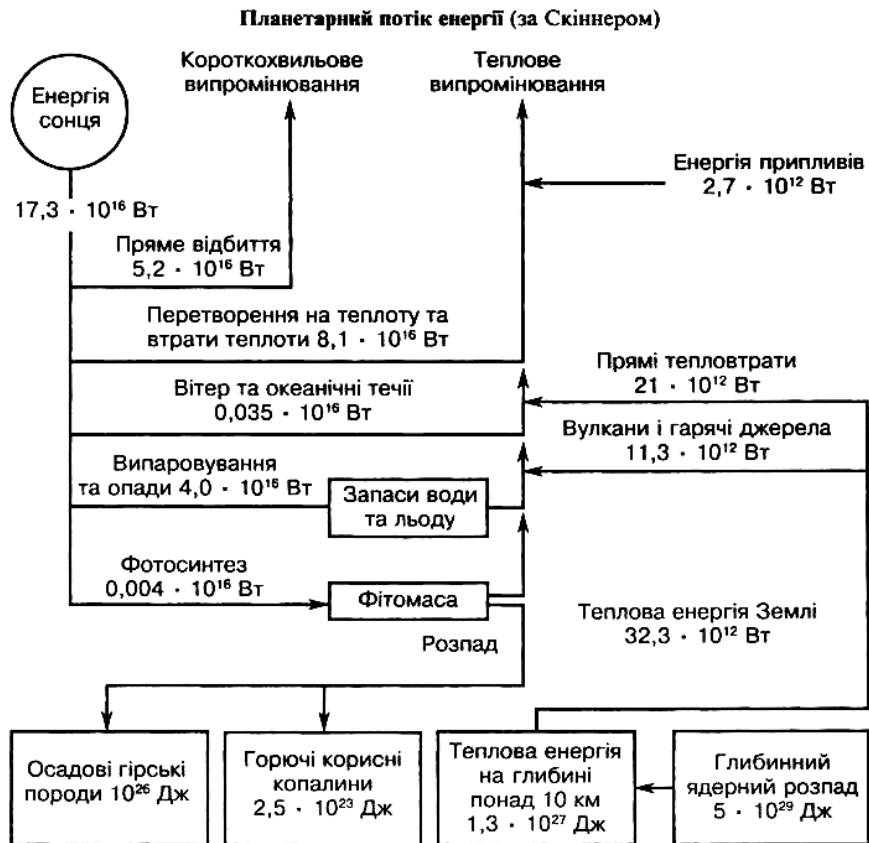 Планетарний потік енергії (за Скіннером)
Короткохвильове
випромінювання
Теплове
випромінювання
Енергія
сонця
Енергія припливів
2,7 · 10¹² Вт
17,3 · 10¹⁶ Вт
Пряме відбиття
5,2 · 10¹⁶ Вт
Перетворення на теплоту та
втрати теплоти 8,1 · 10¹⁶ Вт
Прямі тепловтрати
21 · 10¹² Вт
Вітер та океанічні течії
0,035 · 10¹⁶ Вт
Вулкани і гарячі джерела
11,3 · 10¹² Вт
Випаровування
та опади 4,0 · 10¹⁶ Вт
Запаси води
та льоду
Фотосинтез
0,004 · 10¹⁶ Вт
Фітомаса
Теплова енергія Землі
32,3 · 10¹² Вт
Розпад
Осадові гірські
породи 10²⁶ Дж
Горючі корисні
копалини
2,5 · 10²³ Дж
Теплова енергія
на глибині
понад 10 км
1,3 · 10²⁷ Дж
Глибинний
ядерний розпад
5 · 10²⁹ Дж